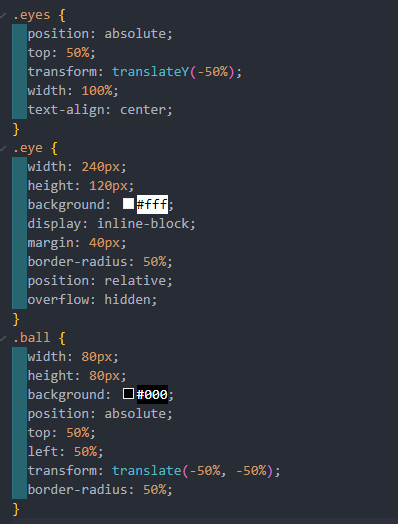 .eyes {
position: absolute;
top: 50%;
transform: translateY(-50%);
width: 100%;
text-align: center;
}
.eye {
width: 240px;
height: 120px;
background: #fff;
display: inline-block;
margin: 40px;
border-radius: 50%;
position: relative;
overflow: hidden;
}
.ball {
width: 80px;
height: 80px;
background: #000;
position: absolute;
top: 50%;
left: 50%;
transform: translate(-50%, -50%);
border-radius: 50%;
}